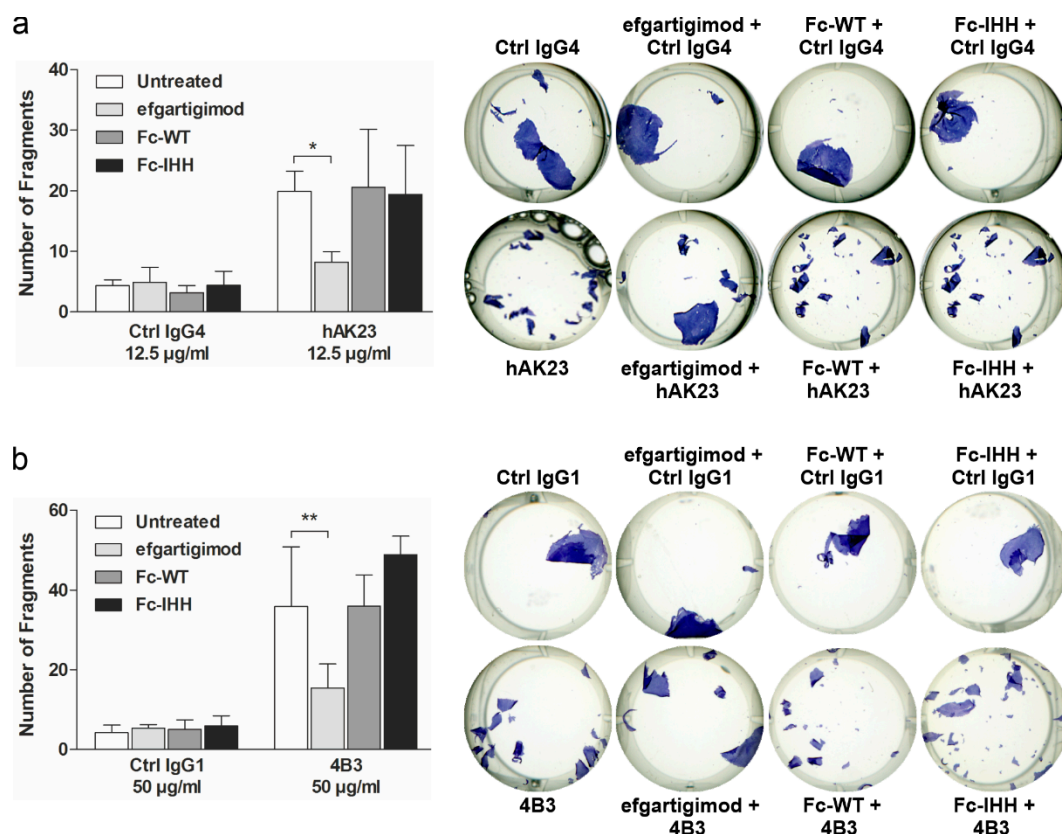 a
Number of Fragments
40
30
20
10
0
Untreated
efgartigimod
Fc-WT
Fc-IHH
*
Ctrl IgG4
12.5 µg/ml
hAK23
12.5 µg/ml
Ctrl IgG4
efgartigimod +
Ctrl IgG4
Fc-WT +
Ctrl IgG4
Fc-IHH +
Ctrl IgG4
hAK23
efgartigimod +
hAK23
Fc-WT +
hAK23
Fc-IHH +
hAK23
b
Number of Fragments
60
40
20
0
Untreated
efgartigimod
Fc-WT
Fc-IHH
**
Ctrl IgG1
50 µg/ml
4B3
50 µg/ml
Ctrl IgG1
efgartigimod +
Ctrl IgG1
Fc-WT +
Ctrl IgG1
Fc-IHH +
Ctrl IgG1
4B3
efgartigimod +
4B3
Fc-WT +
4B3
Fc-IHH +
4B3